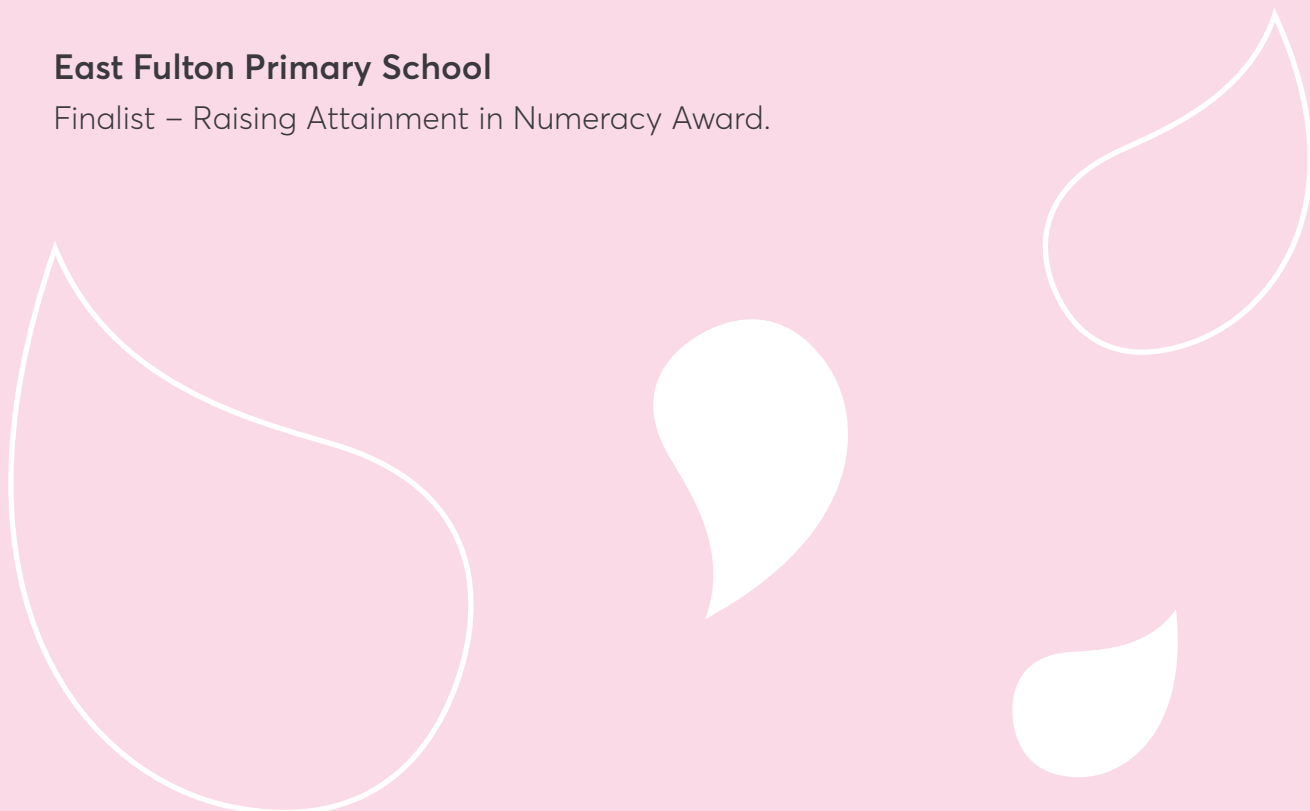 East Fulton Primary School
Finalist – Raising Attainment in Numeracy Award.